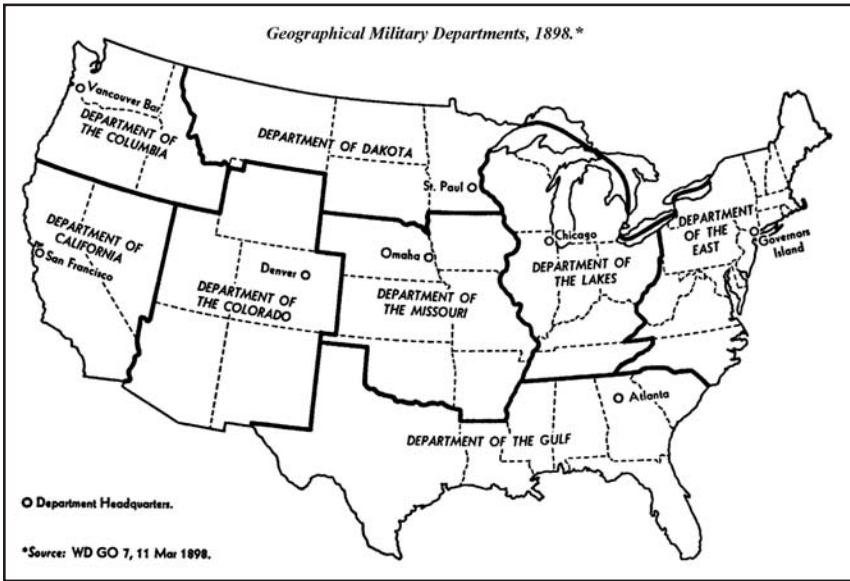 Geographical Military Departments, 1898.*
Vancouver Bar.
DEPARTMENT OF
THE COLUMBIA
DEPARTMENT OF DAKOTA
St. Paul
DEPARTMENT OF
CALIFORNIA
San Francisco
Denver
DEPARTMENT OF
THE COLORADO
Omaha
DEPARTMENT OF
THE MISSOURI
Chicago
DEPARTMENT OF
THE LAKES
DEPARTMENT
OF THE
EAST
Governors
Island
Atlanta
DEPARTMENT OF THE GULF
Department Headquarters.
*Source: WD GO 7, 11 Mar 1898.